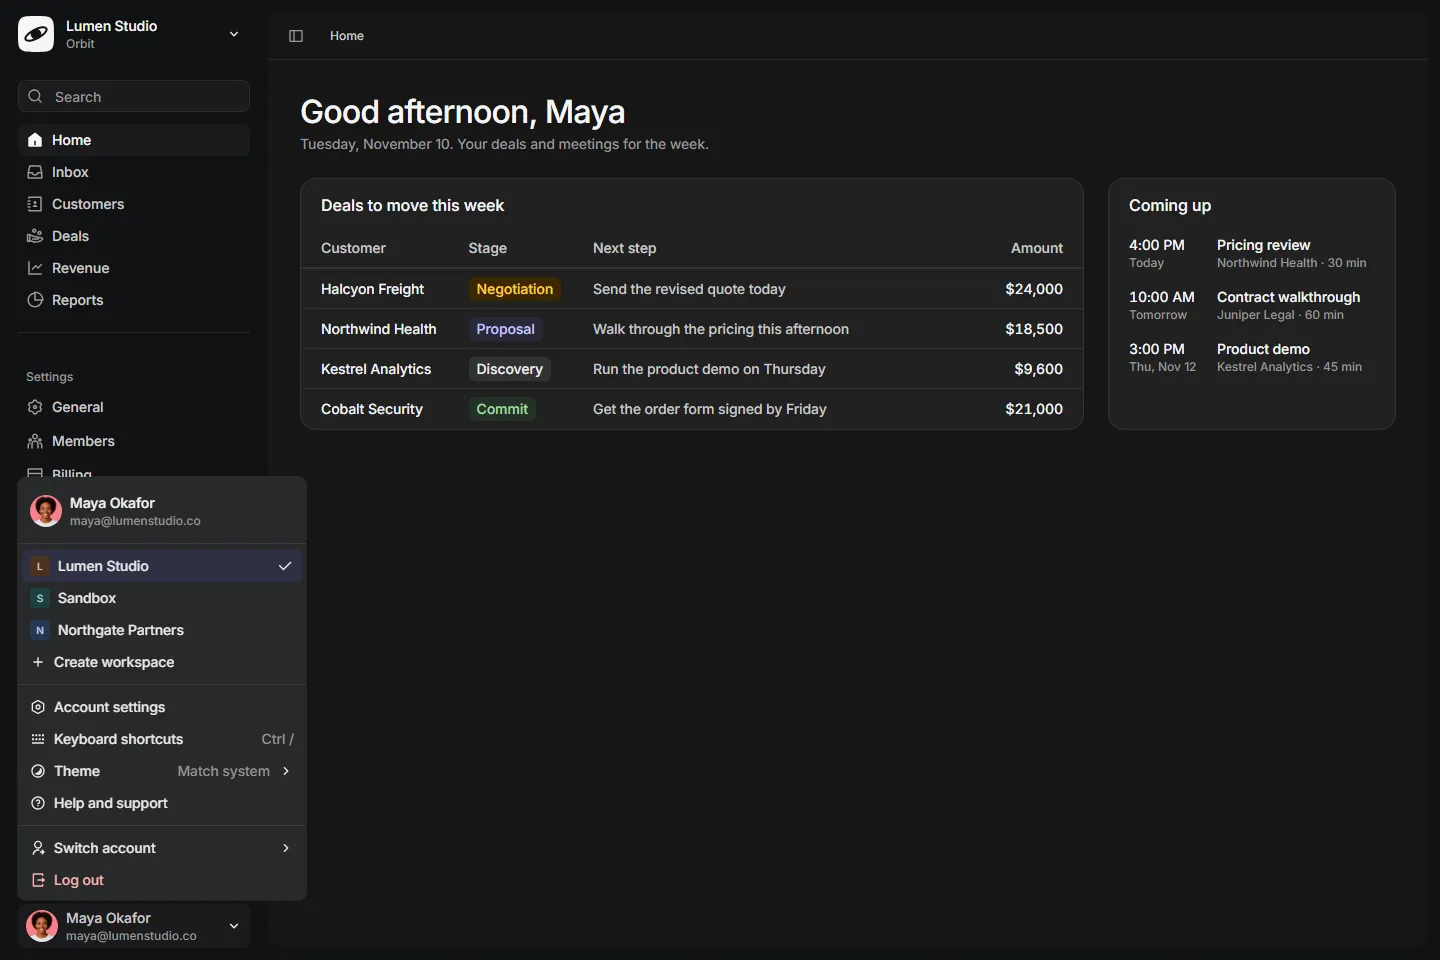 Lumen Studio
Orbit
Search
Home
Inbox
Customers
Deals
Revenue
Reports
Settings
General
Members
Billing
Maya Okafor
maya@lumenstudio.co
L Lumen Studio
S Sandbox
N Northgate Partners
Create workspace
Account settings
Keyboard shortcuts Ctrl /
Theme Match system
Help and support
Switch account
Log out
Maya Okafor
maya@lumenstudio.co
Home
Good afternoon, Maya
Tuesday, November 10. Your deals and meetings for the week.
Deals to move this week
Customer Stage Next step Amount
Halcyon Freight Negotiation Send the revised quote today $24,000
Northwind Health Proposal Walk through the pricing this afternoon $18,500
Kestrel Analytics Discovery Run the product demo on Thursday $9,600
Cobalt Security Commit Get the order form signed by Friday $21,000
Coming up
4:00 PM Pricing review
Today Northwind Health · 30 min
10:00 AM Contract walkthrough
Tomorrow Juniper Legal · 60 min
3:00 PM Product demo
Thu, Nov 12 Kestrel Analytics · 45 min